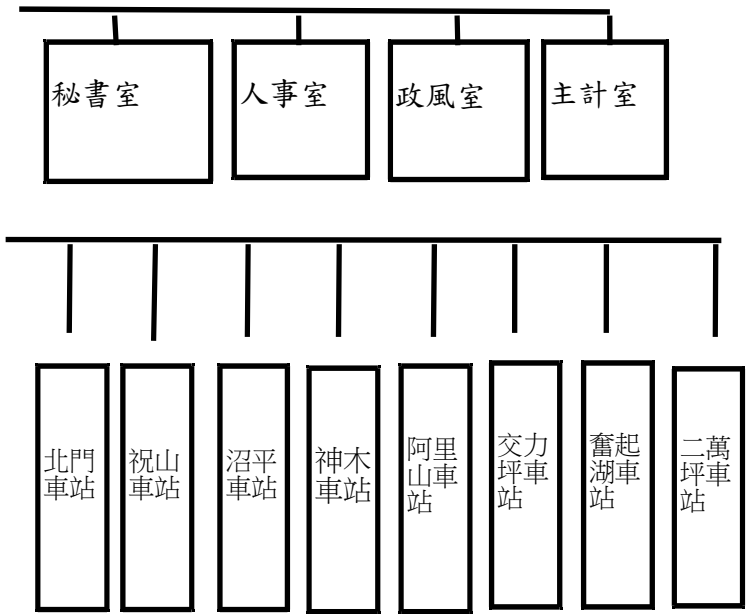 秘書室
人事室
政風室
主計室
北門
車站
祝山
車站
沼平
車站
神木
車站
阿里
山車
站
交力
坪車
站
奮起
湖車
站
二萬
坪車
站